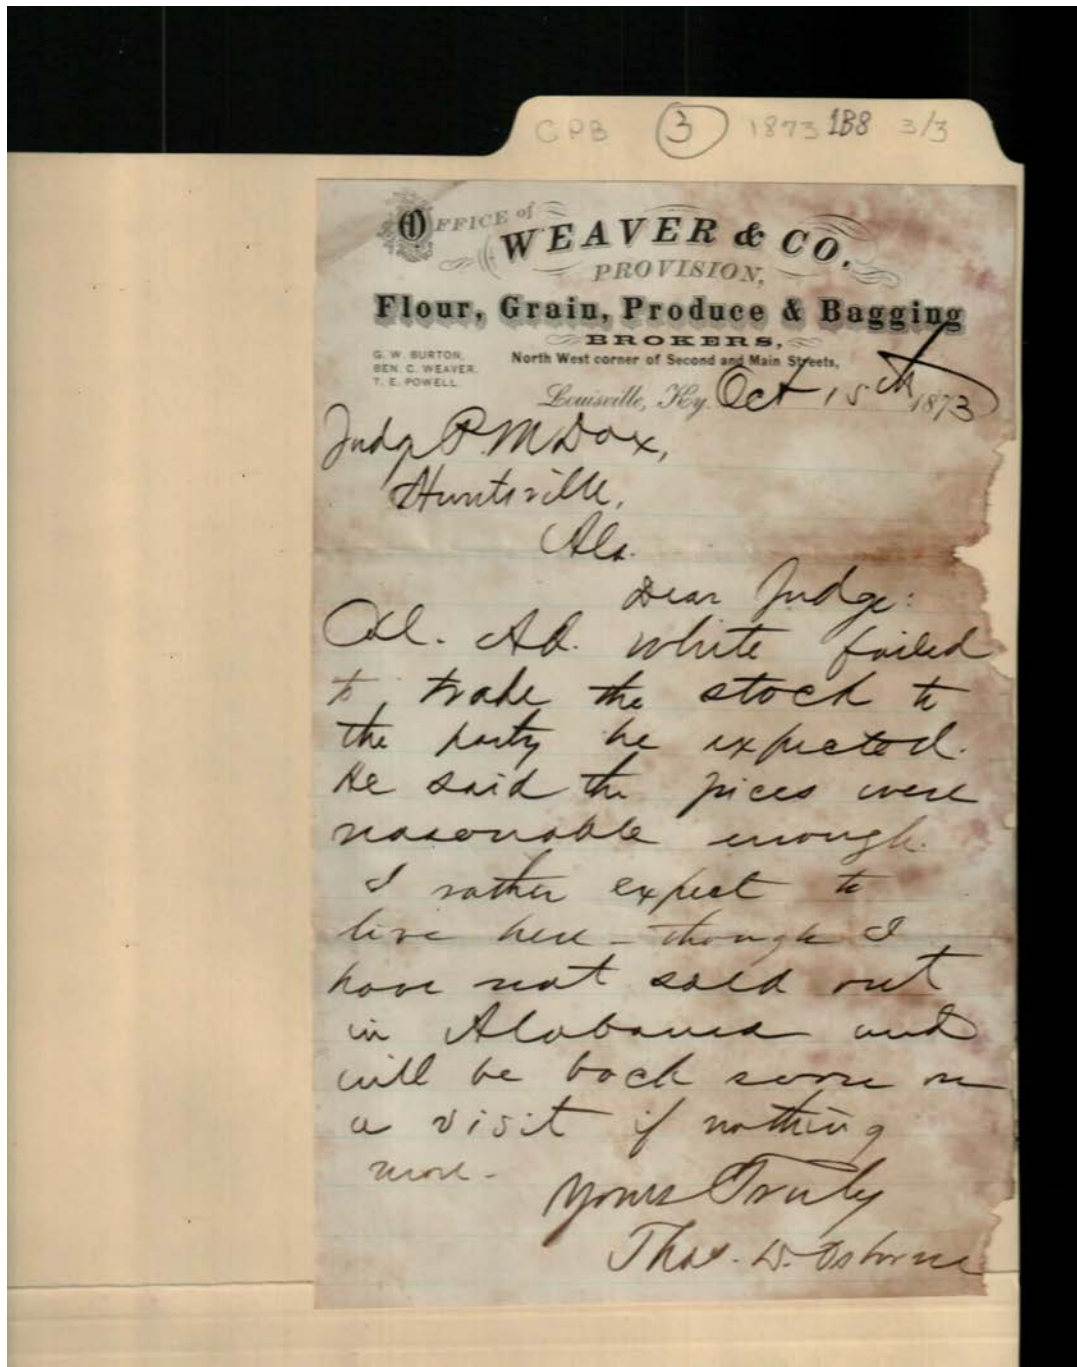 CPB 3 1873 1B8 3/3
OFFICE of
WEAVER & CO.
PROVISION,
Flour, Grain, Produce & Bagging
BROKERS,
G. W. BURTON,
BEN. C. WEAVER.
T. E. POWELL.
North West corner of Second and Main Streets,
Louisville, Ky. Oct. 15th 1873
Judge P. M Dox,
Huntsville,
Ala.
Dear Judge:
Col. Ad. White failed
to trade the stock to
the party he expected.
He said the prices were
reasonable enough.
I rather expect to
live here - though I
have not sold out
in Alabama and
will be back soon on
a visit if nothing
more.
Yours Truly
Thos. D. Osborne